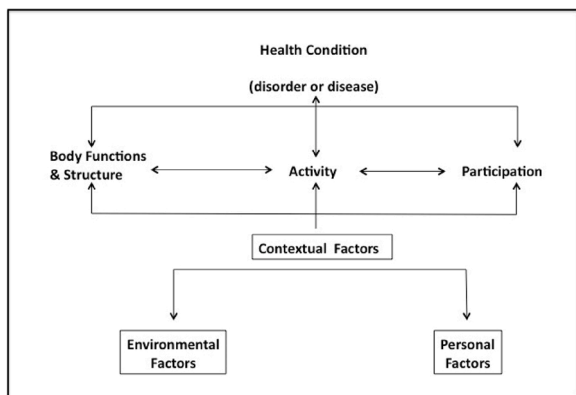 Health Condition
(disorder or disease)
Body Functions
& Structure
Activity
Participation
Contextual Factors
Environmental
Factors
Personal
Factors